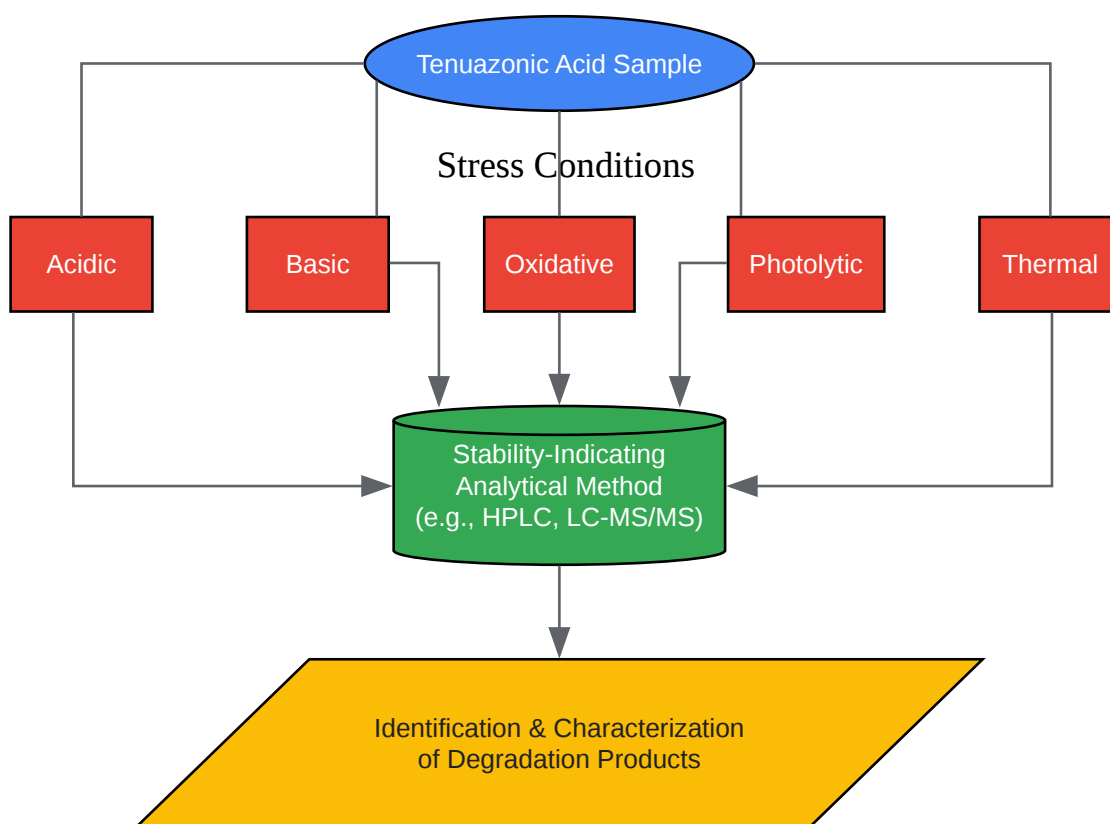 Tenuazonic Acid Sample
Stress Conditions
Acidic
Basic
Oxidative
Photolytic
Thermal
Stability-Indicating
Analytical Method
(e.g., HPLC, LC-MS/MS)
Identification & Characterization
of Degradation Products